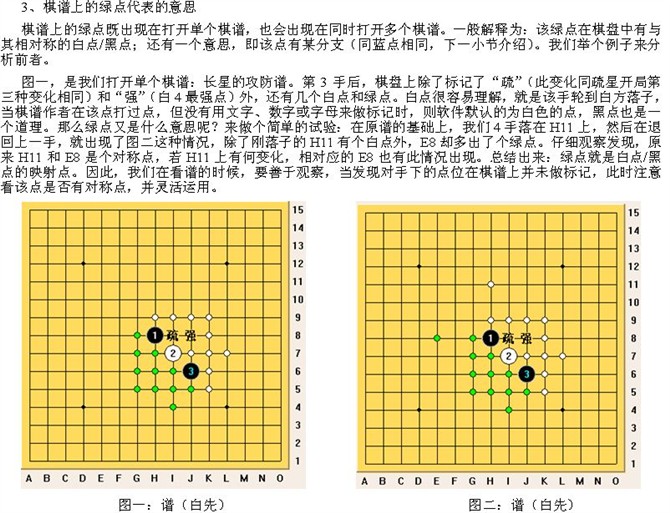 3、棋谱上的绿点代表的意思
棋谱上的绿点既出现在打开单个棋谱，也会出现在同时打开多个棋谱。一般解释为：该绿点在棋盘中有与
其相对称的白点/黑点；还有一个意思，即该点有某分支（同蓝点相同，下一小节介绍）。我们举个例子来分
析前者。
图一，是我们打开单个棋谱：长星的攻防谱。第 3 手后，棋盘上除了标记了“疏”（此变化同疏星开局第
三种变化相同）和“强”（白4最强点）外，还有几个白点和绿点。白点很容易理解，就是该手轮到白方落子，
当棋谱作者在该点打过点，但没有用文字、数字或字母来做标记时，则软件默认的为白色的点，黑点也是一
个道理。那么绿点又是什么意思呢？来做个简单的试验：在原谱的基础上，我们4手落在H11上，然后在退
回上一手，就出现了图二这种情况，除了刚落子的H11有个白点外，E8却多出了个绿点。仔细观察发现，原
来H11和E8是个对称点，若H11上有何变化，相对应的E8也有此情况出现。总结出来：绿点就是白点/黑
点的映射点。因此，我们在看谱的时候，要善于观察，当发现对手下的点位在棋谱上并未做标记，此时注意
看该点是否有对称点，并灵活运用。
15
14
13
12
11
10
9
1 疏 强 8
2 7
3 6
5
4
3
2
1
A B C D E F G H I J K L M N O
图一：谱（白先）
15
14
13
12
11
10
9
1 疏 强 8
2 7
3 6
5
4
3
2
1
A B C D E F G H I J K L M N O
图二：谱（白先）